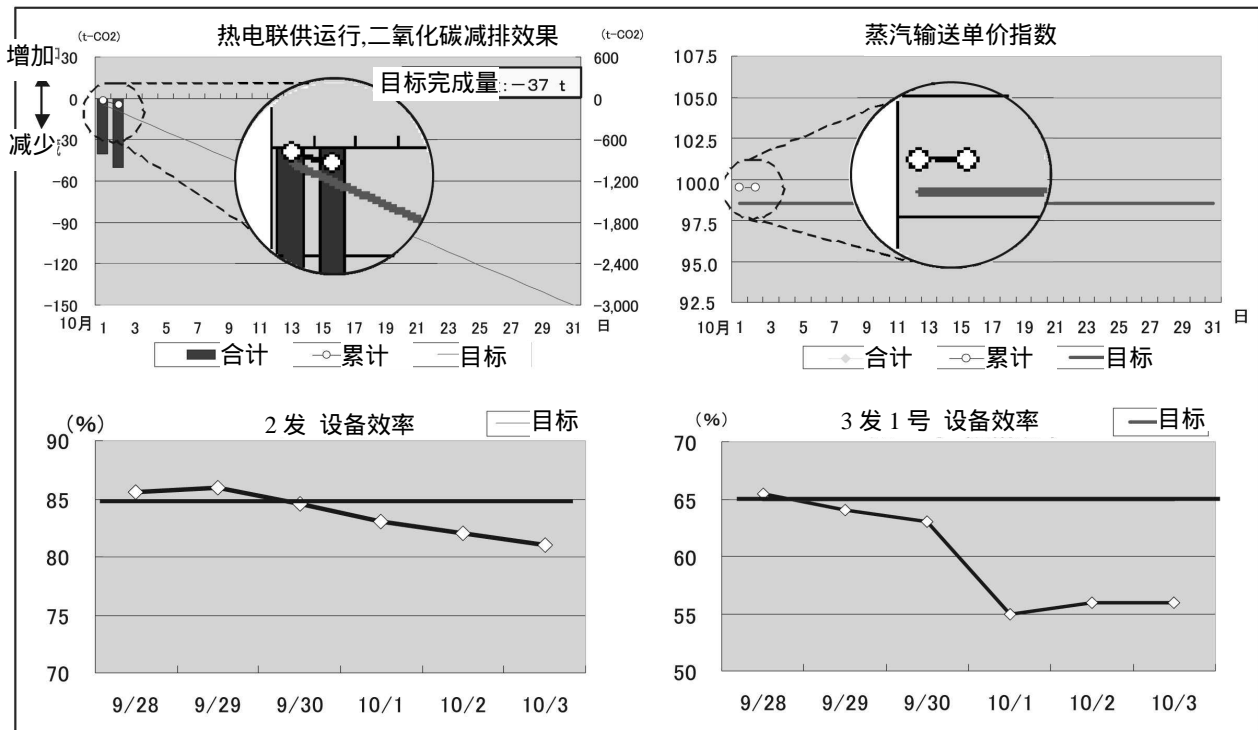 (t-CO2)
热电联供运行,二氧化碳减排效果
(t-CO2)
增加
减少
目标完成量:-37 t
30
0
-30
-60
-90
-120
-150
600
0
-600
-1,200
-1,800
-2,400
-3,000
10月 1 3 5 7 9 11 13 15 17 19 21 23 25 27 29 31 日
合计 累计 目标
蒸汽输送单价指数
107.5
105.0
102.5
100.0
97.5
95.0
92.5
10月 1 3 5 7 9 11 13 15 17 19 21 23 25 27 29 31 日
合计 累计 目标
(%)
2 发 设备效率
目标
90
85
80
75
70
9/28 9/29 9/30 10/1 10/2 10/3
(%)
3 发 1 号 设备效率
目标
70
65
60
55
50
9/28 9/29 9/30 10/1 10/2 10/3